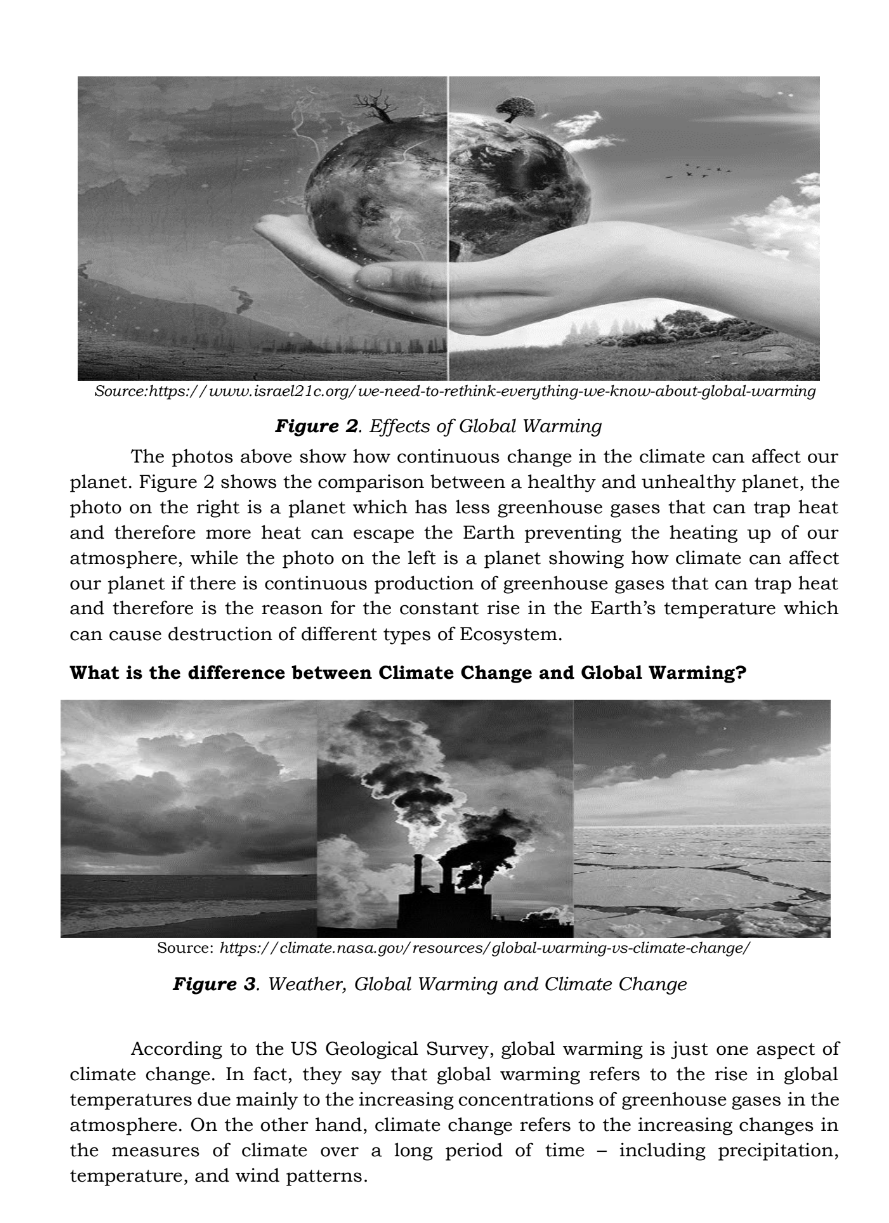 Source:https://www.israel21c.org/we-need-to-rethink-everything-we-know-about-global-warming
Figure 2. Effects of Global Warming
The photos above show how continuous change in the climate can affect our
planet. Figure 2 shows the comparison between a healthy and unhealthy planet, the
photo on the right is a planet which has less greenhouse gases that can trap heat
and therefore more heat can escape the Earth preventing the heating up of our
atmosphere, while the photo on the left is a planet showing how climate can affect
our planet if there is continuous production of greenhouse gases that can trap heat
and therefore is the reason for the constant rise in the Earth’s temperature which
can cause destruction of different types of Ecosystem.
What is the difference between Climate Change and Global Warming?
Source: https://climate.nasa.gov/resources/global-warming-vs-climate-change/
Figure 3. Weather, Global Warming and Climate Change
According to the US Geological Survey, global warming is just one aspect of
climate change. In fact, they say that global warming refers to the rise in global
temperatures due mainly to the increasing concentrations of greenhouse gases in the
atmosphere. On the other hand, climate change refers to the increasing changes in
the measures of climate over a long period of time – including precipitation,
temperature, and wind patterns.